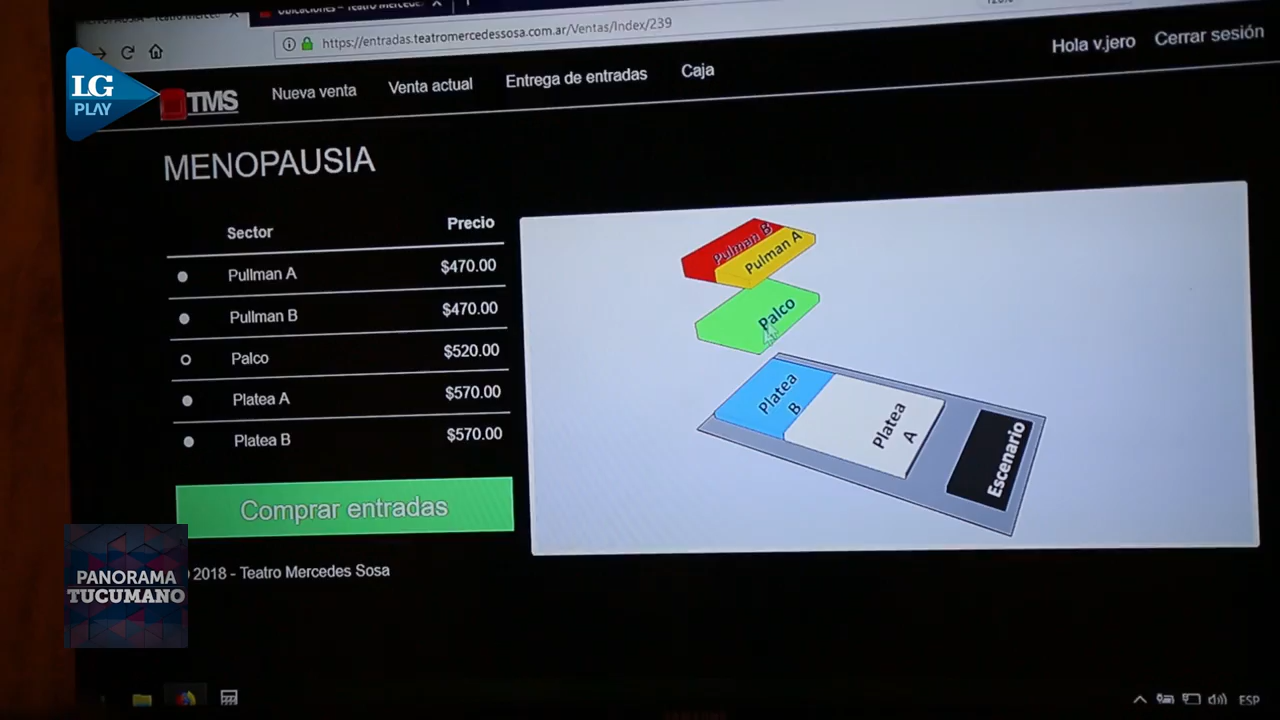 https://entradas.teatromercedessosa.com.ar/Ventas/Index/239
Hola v.jero
Cerrar sesión
LG
PLAY
TMS
Nueva venta
Venta actual
Entrega de entradas
Caja
MENOPAUSIA
Sector
Precio
Pullman A
$470.00
Pullman B
$470.00
Palco
$520.00
Platea A
$570.00
Platea B
$570.00
Comprar entradas
Pulman B
Pulman A
Palco
Platea
B
Platea
A
Escenario
2018 - Teatro Mercedes Sosa
PANORAMA
TUCUMANO
ESP